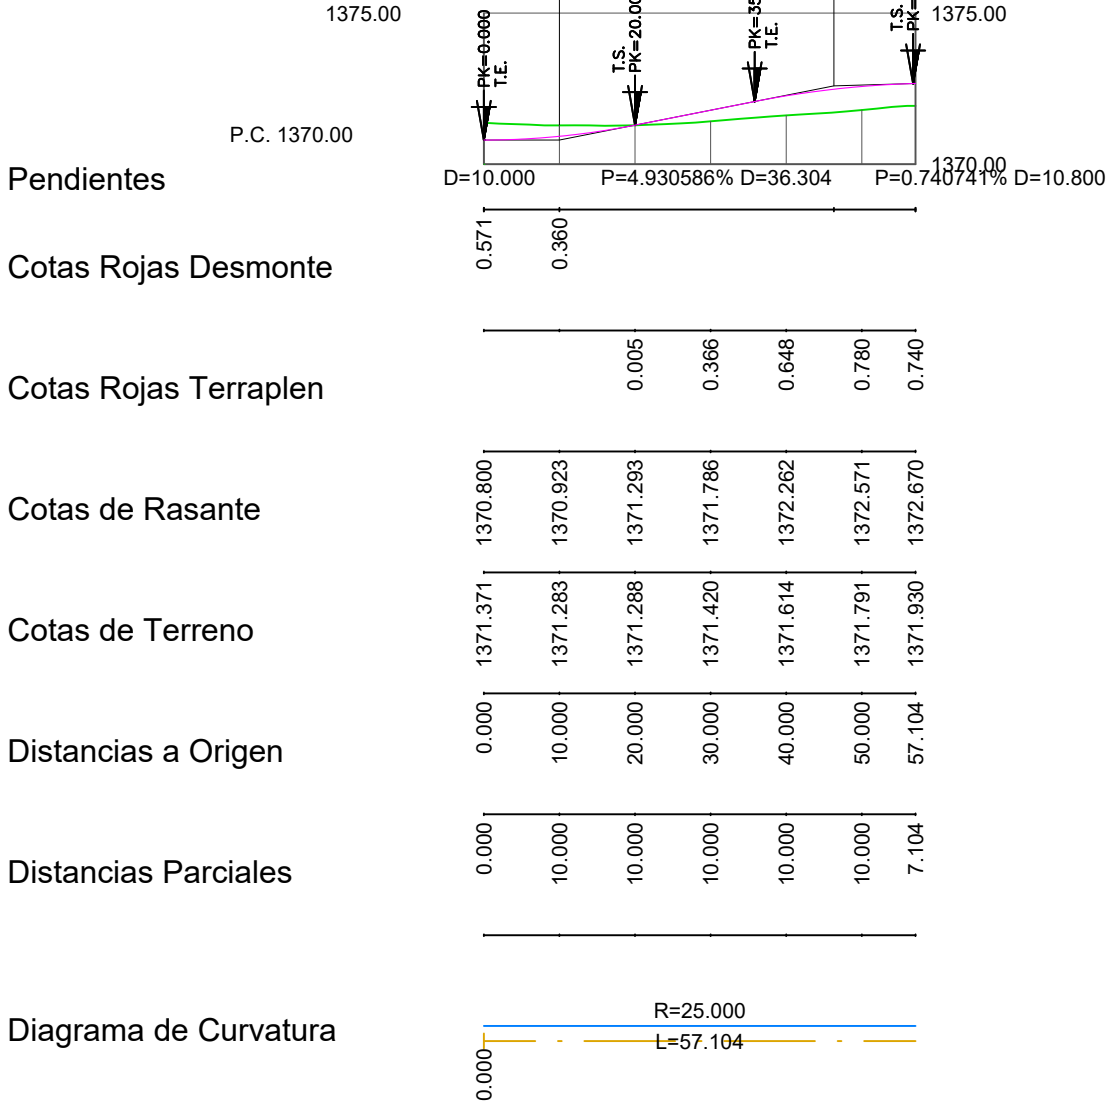 1375.00
1375.00
PK=0.000
T.E.
T.S.
T.E.
T.S.
P.C. 1370.00
1370.00
Pendientes
D=10.000 P=4.930586% D=36.304 P=0.740741% D=10.800
Cotas Rojas Desmonte
0.571 0.360
Cotas Rojas Terraplen
0.005 0.366 0.648 0.780 0.740
Cotas de Rasante
1370.800 1370.923 1371.293 1371.786 1372.262 1372.571 1372.670
Cotas de Terreno
1371.371 1371.283 1371.288 1371.420 1371.614 1371.791 1371.930
Distancias a Origen
0.000 10.000 20.000 30.000 40.000 50.000 57.104
Distancias Parciales
0.000 10.000 10.000 10.000 10.000 10.000 7.104
Diagrama de Curvatura
R=25.000
L=57.104
0.000